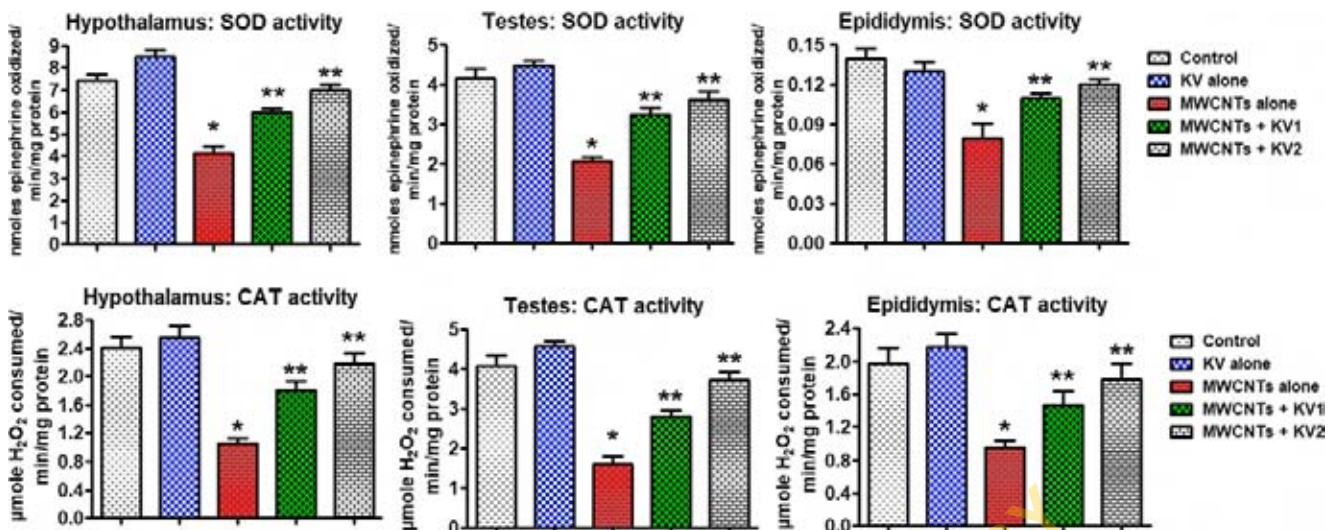 Hypothalamus: SOD activity
nmoles epinephrine oxidized/
min/mg protein
9
8
7
6
5
4
3
2
1
0
*
**
**
Testes: SOD activity
nmoles epinephrine oxidized/
min/mg protein
5
4
3
2
1
0
*
**
**
Epididymis: SOD activity
nmoles epinephrine oxidized/
min/mg protein
0.15
0.12
0.09
0.06
0.03
0.00
*
**
**
Control
KV alone
MWCNTs alone
MWCNTs + KV1
MWCNTs + KV2
Hypothalamus: CAT activity
µmole H₂O₂ consumed/
min/mg protein
2.8
2.4
2.0
1.6
1.2
0.8
0.4
0.0
*
**
**
Testes: CAT activity
µmole H₂O₂ consumed/
min/mg protein
5
4
3
2
1
0
*
**
**
Epididymis: CAT activity
µmole H₂O₂ consumed/
min/mg protein
2.4
2.0
1.6
1.2
0.8
0.4
0.0
*
**
**
Control
KV alone
MWCNTs alone
MWCNTs + KV1
MWCNTs + KV2